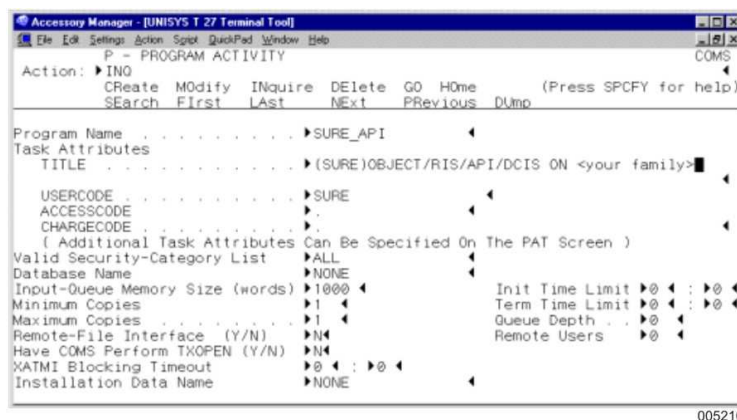 Accessory Manager - [UNISYS T 27 Terminal Tool]
File Edit Settings Action Script QuickPad Window Help
P - PROGRAM ACTIVITY COMS
Action: INQ
CReate MOdify INquire DElete GO HOme (Press SPCFY for help)
SEarch FIrst LAst NExt PRevious DUmp
Program Name . . . . . . . . . . SURE_API
Task Attributes
TITLE . . . . . . . . . . (SURE)OBJECT/RIS/API/DCIS ON <your family>
USERCODE . . . . . . . . . SURE
ACCESSCODE .
CHARGECODE . . . . . . . . .
( Additional Task Attributes Can Be Specified On The PAT Screen )
Valid Security-Category List ALL
Database Name NONE
Input-Queue Memory Size (words) 1000 Init Time Limit 0 : 0
Minimum Copies 1 Term Time Limit 0 : 0
Maximum Copies . . . . . . . . 1 Queue Depth . . 0
Remote-File Interface (Y/N) N Remote Users 0
Have COMS Perform TXOPEN (Y/N) N
XATMI Blocking Timeout 0 : 0
Installation Data Name NONE
005210